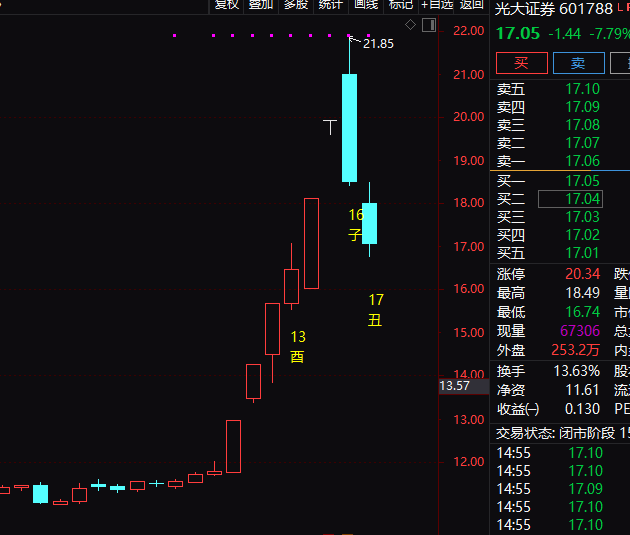 复权 叠加 多股 统计 画线 标记 +自选 返回
光大证券 601788 L
17.05 -1.44 -7.79%
买 卖
卖五 17.10
卖四 17.09
卖三 17.08
卖二 17.07
卖一 17.06
买一 17.05
买二 17.04
买三 17.03
买四 17.02
买五 17.01
涨停 20.34 跌
最高 18.49 量
最低 16.74 市
现量 67306 总
外盘 253.2万 内
换手 13.63% 股
净资 11.61 流
收益(一) 0.130 PE
交易状态: 闭市阶段 15
14:55 17.10
14:55 17.10
14:55 17.09
14:55 17.10
14:55 17.10
22.00
21.00
20.00
19.00
18.00
17.00
16.00
15.00
14.00
13.57
13.00
12.00
21.85
16
子
17
丑
13
酉